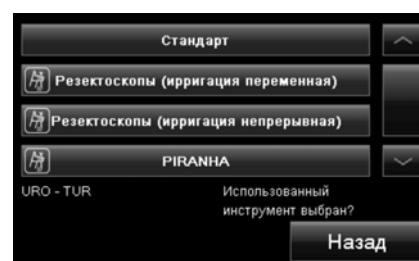 Стандарт
Резектоскопы (ирригация переменная)
Резектоскопы (ирригация непрерывная)
PIRANHA
URO - TUR
Использованный
инструмент выбран?
Назад